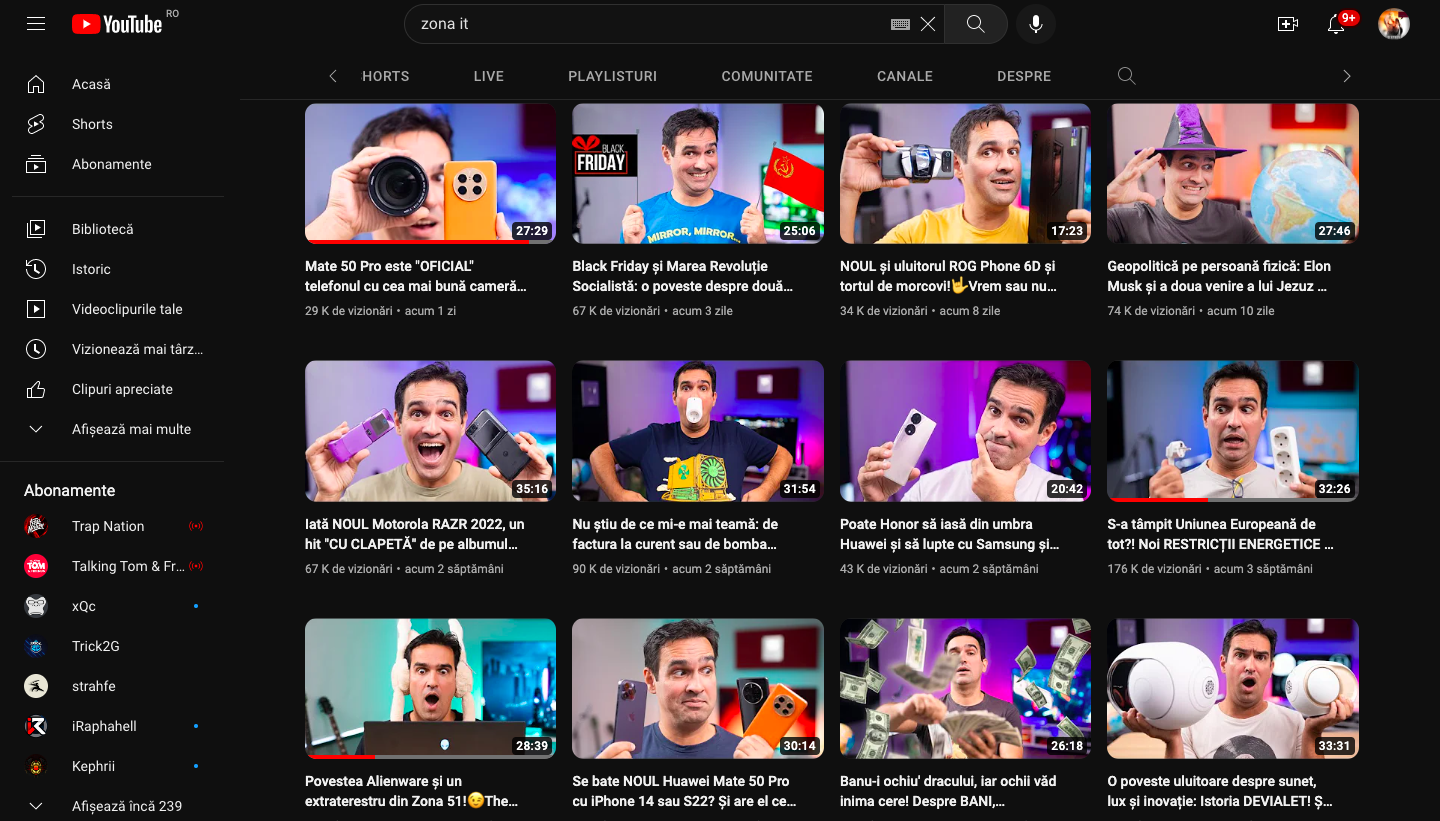 YouTube RO
zona it
9+
Acasă
Shorts
Abonamente
Bibliotecă
Istoric
Videoclipurile tale
Vizionează mai târz...
Clipuri apreciate
Afișează mai multe
Abonamente
Trap Nation
Talking Tom & Fr...
xQc
Trick2G
strahfe
iRaphahell
Kephrii
Afișează încă 239
HORTS LIVE PLAYLISTURI COMUNITATE CANALE DESPRE
27:29
Mate 50 Pro este "OFICIAL"
telefonul cu cea mai bună cameră...
29 K de vizionări • acum 1 zi
BLACK
FRIDAY
MIRROR, MIRROR...
25:06
Black Friday și Marea Revoluție
Socialistă: o poveste despre două...
67 K de vizionări • acum 3 zile
17:23
NOUL și uluitorul ROG Phone 6D și
tortul de morcovi!🤟Vrem sau nu...
34 K de vizionări • acum 8 zile
27:46
Geopolitică pe persoană fizică: Elon
Musk și a doua venire a lui Jezuz ...
74 K de vizionări • acum 10 zile
35:16
Iată NOUL Motorola RAZR 2022, un
hit "CU CLAPETĂ" de pe albumul...
67 K de vizionări • acum 2 săptămâni
31:54
Nu știu de ce mi-e mai teamă: de
factura la curent sau de bomba...
90 K de vizionări • acum 2 săptămâni
20:42
Poate Honor să iasă din umbra
Huawei și să lupte cu Samsung și...
43 K de vizionări • acum 2 săptămâni
32:26
S-a tâmpit Uniunea Europeană de
tot?! Noi RESTRICȚII ENERGETICE ...
176 K de vizionări • acum 3 săptămâni
28:39
Povestea Alienware și un
extraterestru din Zona 51!😉The...
30:14
Se bate NOUL Huawei Mate 50 Pro
cu iPhone 14 sau S22? Și are el ce...
26:18
Banu-i ochiu' dracului, iar ochii văd
inima cere! Despre BANI,...
33:31
O poveste uluitoare despre sunet,
lux și inovație: Istoria DEVIALET! Ș...